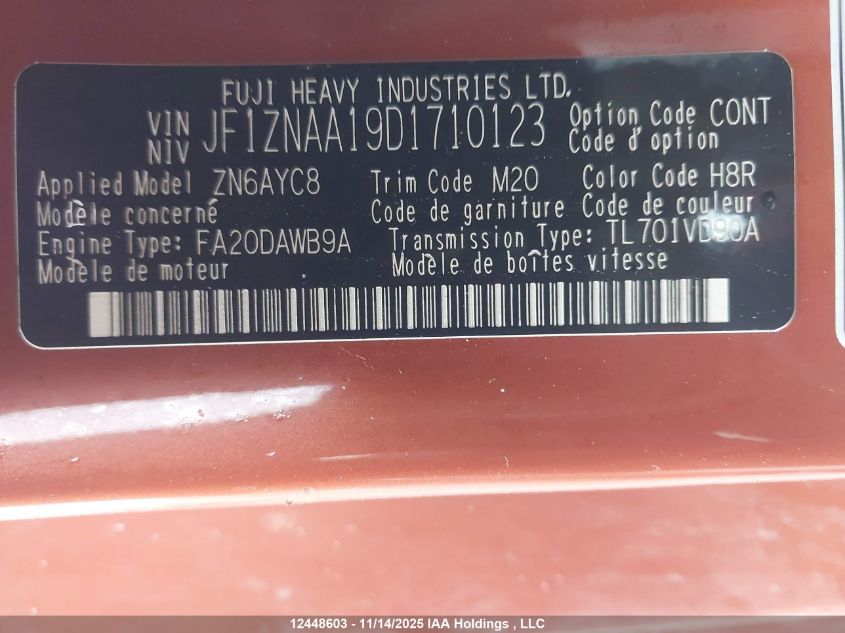 FUJI HEAVY INDUSTRIES LTD.
VIN
NIV
JF1ZNAA19D1710123
Option Code CONT
Code d'option
Applied Model ZN6AYC8 Trim Code M20 Color Code H8R
Modèle concerné Code de garniture Code de couleur
Engine Type: FA20DAWB9A Transmission Type: TL701VD90A
Modèle de moteur Modèle de boîtes vitesse
12448603 - 11/14/2025 IAA Holdings , LLC